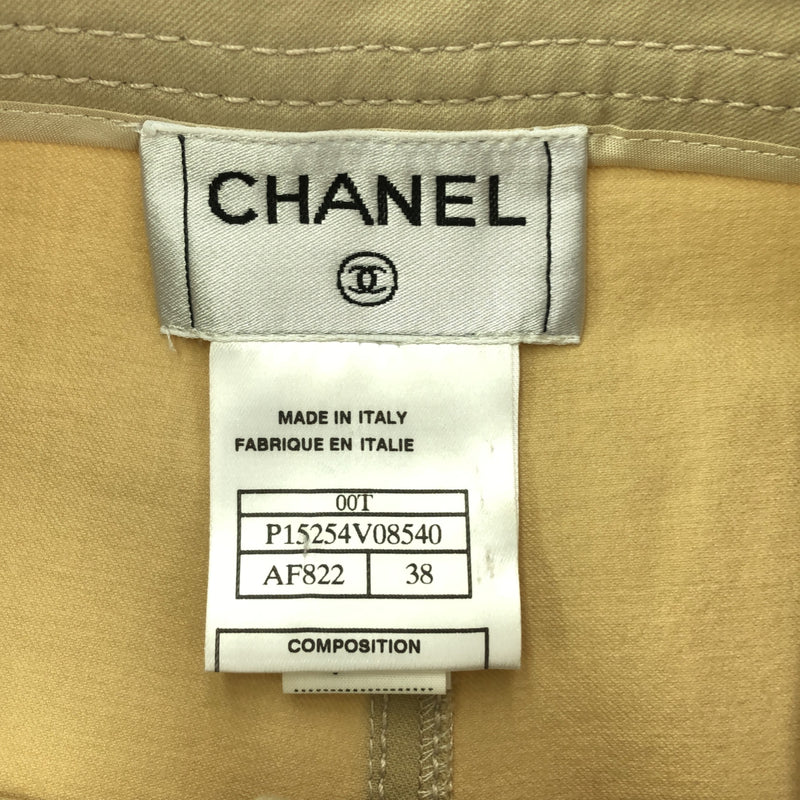 CHANEL
MADE IN ITALY
FABRIQUE EN ITALIE
00T
P15254V08540
AF822 38
COMPOSITION